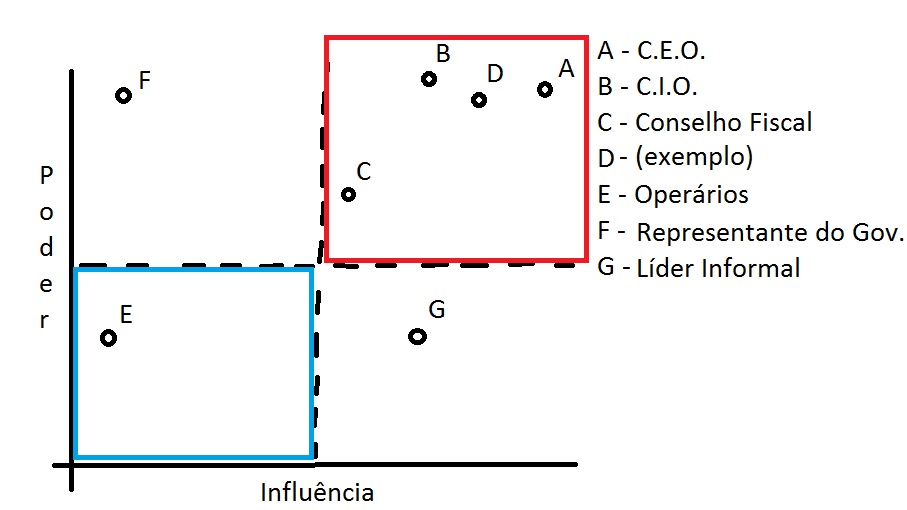 Poder
F
B
D
A
C
E
G
Influência
A - C.E.O.
B - C.I.O.
C - Conselho Fiscal
D - (exemplo)
E - Operários
F - Representante do Gov.
G - Líder Informal